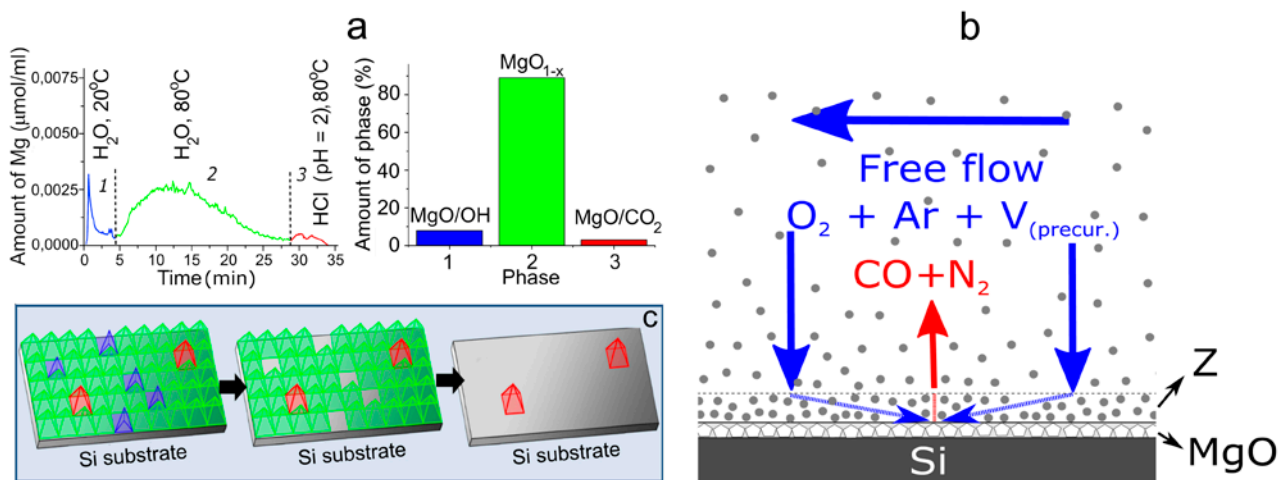 a
Amount of Mg (µmol/ml)
0,0075
0,0050
0,0025
0,0000
H₂O, 20°C
H₂O, 80°C
HCl (pH = 2),80°C
1
2
3
0 5 10 15 20 25 30 35
Time (min)
Amount of phase (%)
80
60
40
20
0
MgO/OH
MgO₁₋ₓ
MgO/CO₂
1 2 3
Phase
b
Free flow
O₂ + Ar + V(precur.)
CO+N₂
Z
MgO
Si
c
Si substrate
Si substrate
Si substrate